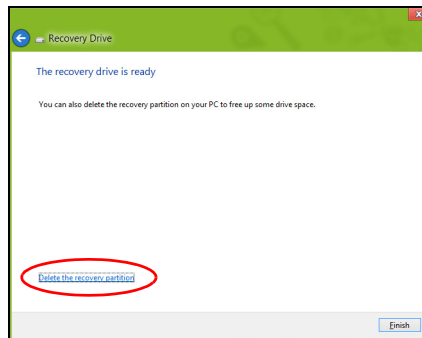 Recovery Drive
The recovery drive is ready
You can also delete the recovery partition on your PC to free up some drive space.
Delete the recovery partition
Finish